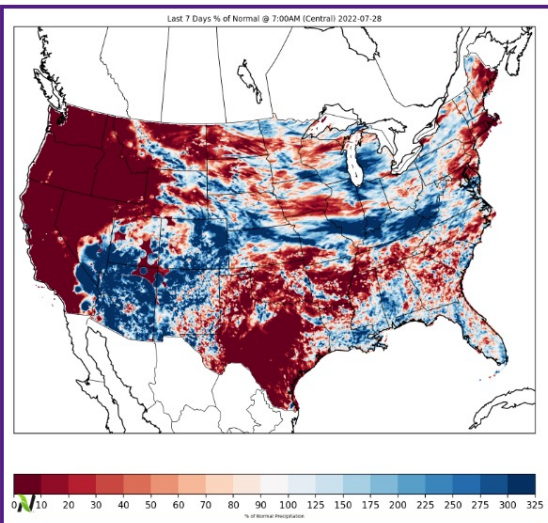 Last 7 Days % of Normal @ 7:00AM (Central) 2022-07-28
0 10 20 30 40 50 60 70 80 90 100 125 150 175 200 225 250 275 300 325
% of Normal Precipitation